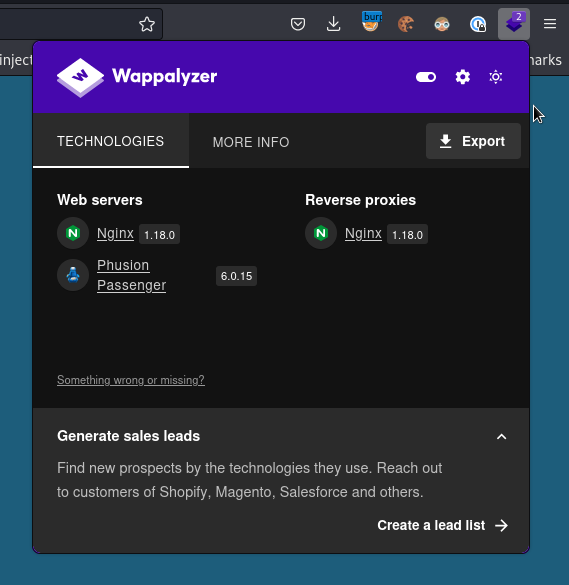 burp
2
inject
marks
Wappalyzer
TECHNOLOGIES
MORE INFO
Export
Web servers
Nginx 1.18.0
Phusion
Passenger 6.0.15
Reverse proxies
Nginx 1.18.0
Something wrong or missing?
Generate sales leads
Find new prospects by the technologies they use. Reach out
to customers of Shopify, Magento, Salesforce and others.
Create a lead list